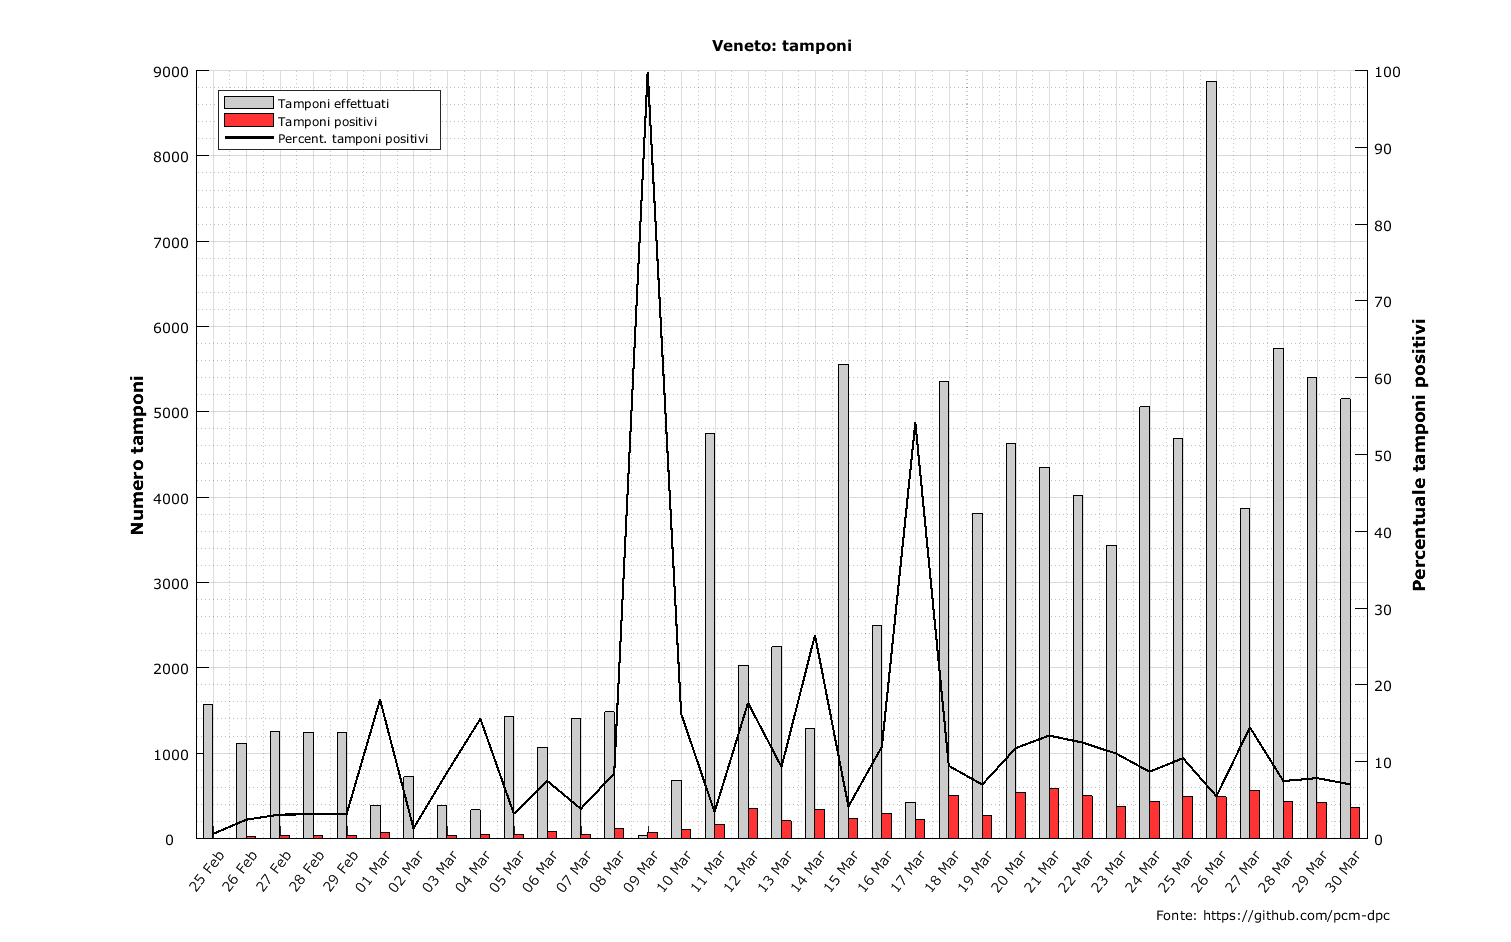 Veneto: tamponi
Tamponi effettuati
Tamponi positivi
Percent. tamponi positivi
Numero tamponi
9000
8000
7000
6000
5000
4000
3000
2000
1000
0
Percentuale tamponi positivi
100
90
80
70
60
50
40
30
20
10
0
25 Feb
26 Feb
27 Feb
28 Feb
29 Feb
01 Mar
02 Mar
03 Mar
04 Mar
05 Mar
06 Mar
07 Mar
08 Mar
09 Mar
10 Mar
11 Mar
12 Mar
13 Mar
14 Mar
15 Mar
16 Mar
17 Mar
18 Mar
19 Mar
20 Mar
21 Mar
22 Mar
23 Mar
24 Mar
25 Mar
26 Mar
27 Mar
28 Mar
29 Mar
30 Mar
Fonte: https://github.com/pcm-dpc